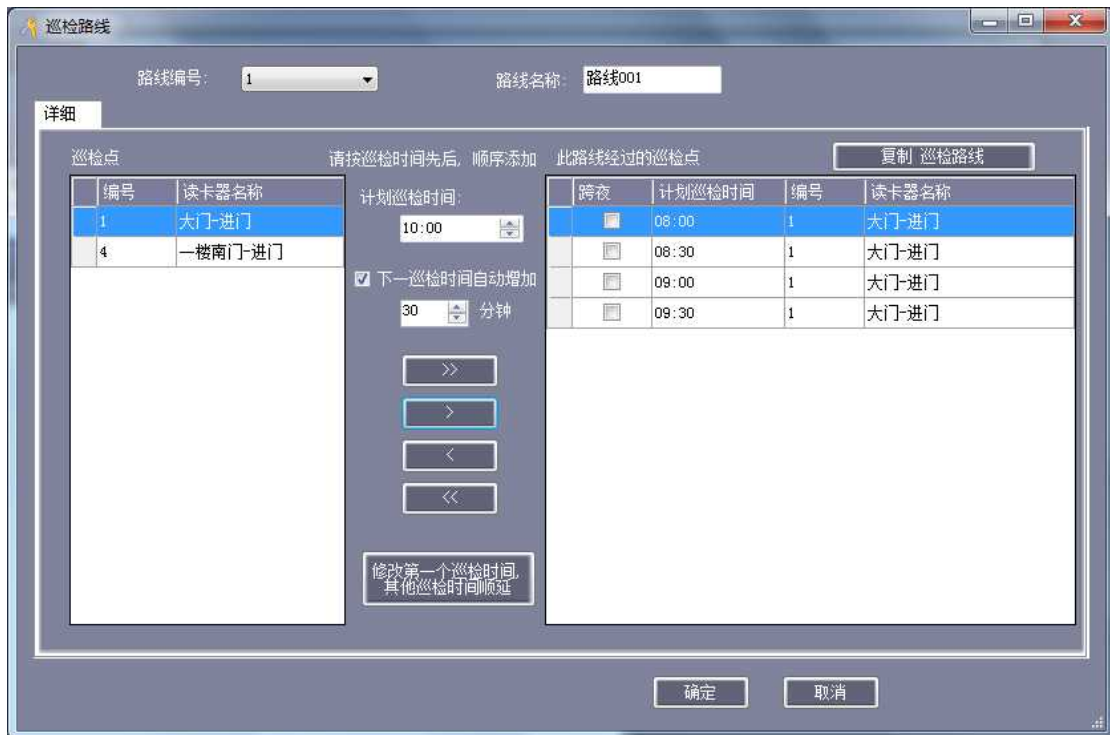 巡检路线
路线编号: 1 路线名称: 路线001
详细
巡检点 请按巡检时间先后, 顺序添加 此路线经过的巡检点 复制 巡检路线
编号 读卡器名称
1 大门-进门
4 一楼南门-进门
计划巡检时间:
10:00
下一巡检时间自动增加
30 分钟
>>
>
<
<<
修改第一个巡检时间,
其他巡检时间顺延
跨夜 计划巡检时间 编号 读卡器名称
08:00 1 大门-进门
08:30 1 大门-进门
09:00 1 大门-进门
09:30 1 大门-进门
确定 取消